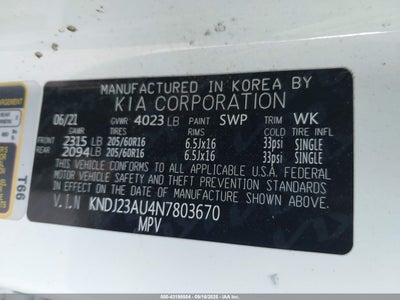 MANUFACTURED IN KOREA BY
KIA CORPORATION
06/21 GVWR 4023 LB PAINT SWP TRIM WK
GAWR TIRES RIMS COLD TIRE INFL
FRONT 2315 LB 205/60R16 6.5Jx16 33psi SINGLE
REAR 2094 LB 205/60R16 6.5Jx16 33psi SINGLE
THIS VEHICLE CONFORMS TO ALL APPLICABLE U.S.A. FEDERAL
MOTOR VEHICLE SAFETY AND THEFT PREVENTION STANDARDS
IN EFFECT ON THE DATE OF MANUFACTURE SHOWN ABOVE.
V.I.N KNDJ23AU4N7803670
MPV
T66